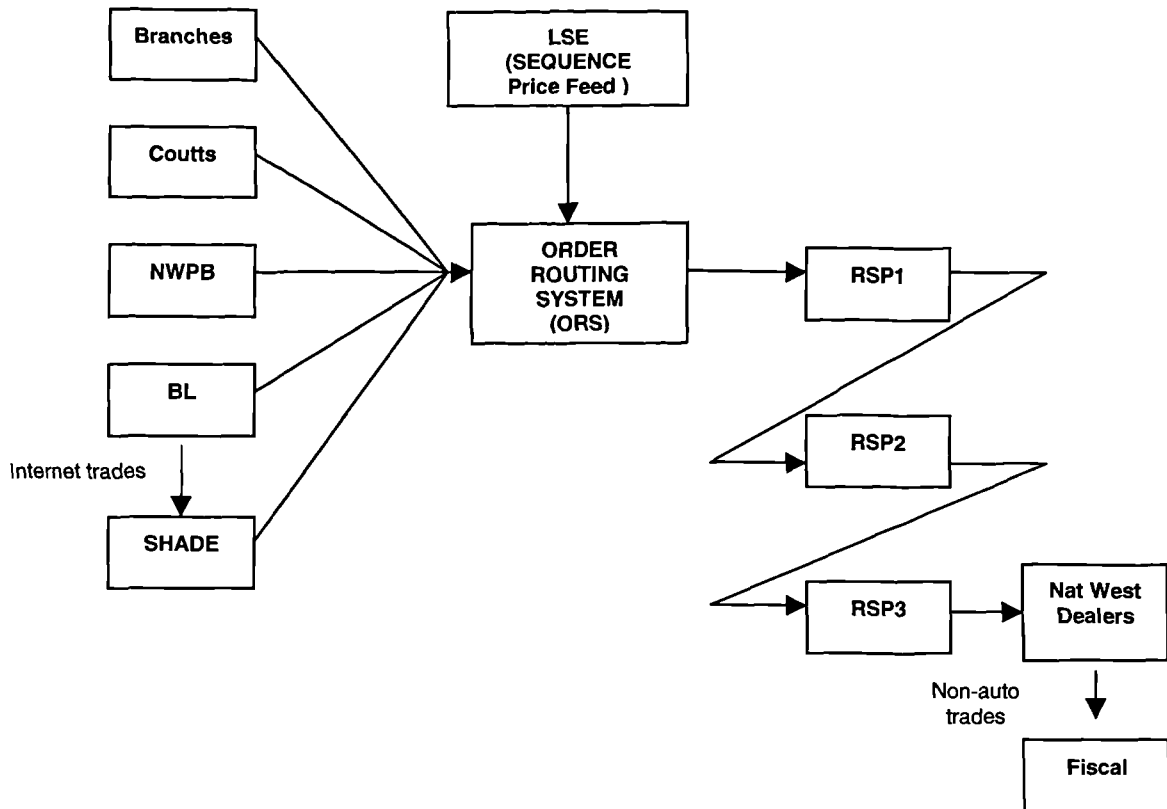 Branches
LSE
(SEQUENCE
Price Feed )
Coutts
NWPB
ORDER
ROUTING
SYSTEM
(ORS)
RSP1
BL
Internet trades
RSP2
SHADE
RSP3
Nat West
Dealers
Non-auto
trades
Fiscal